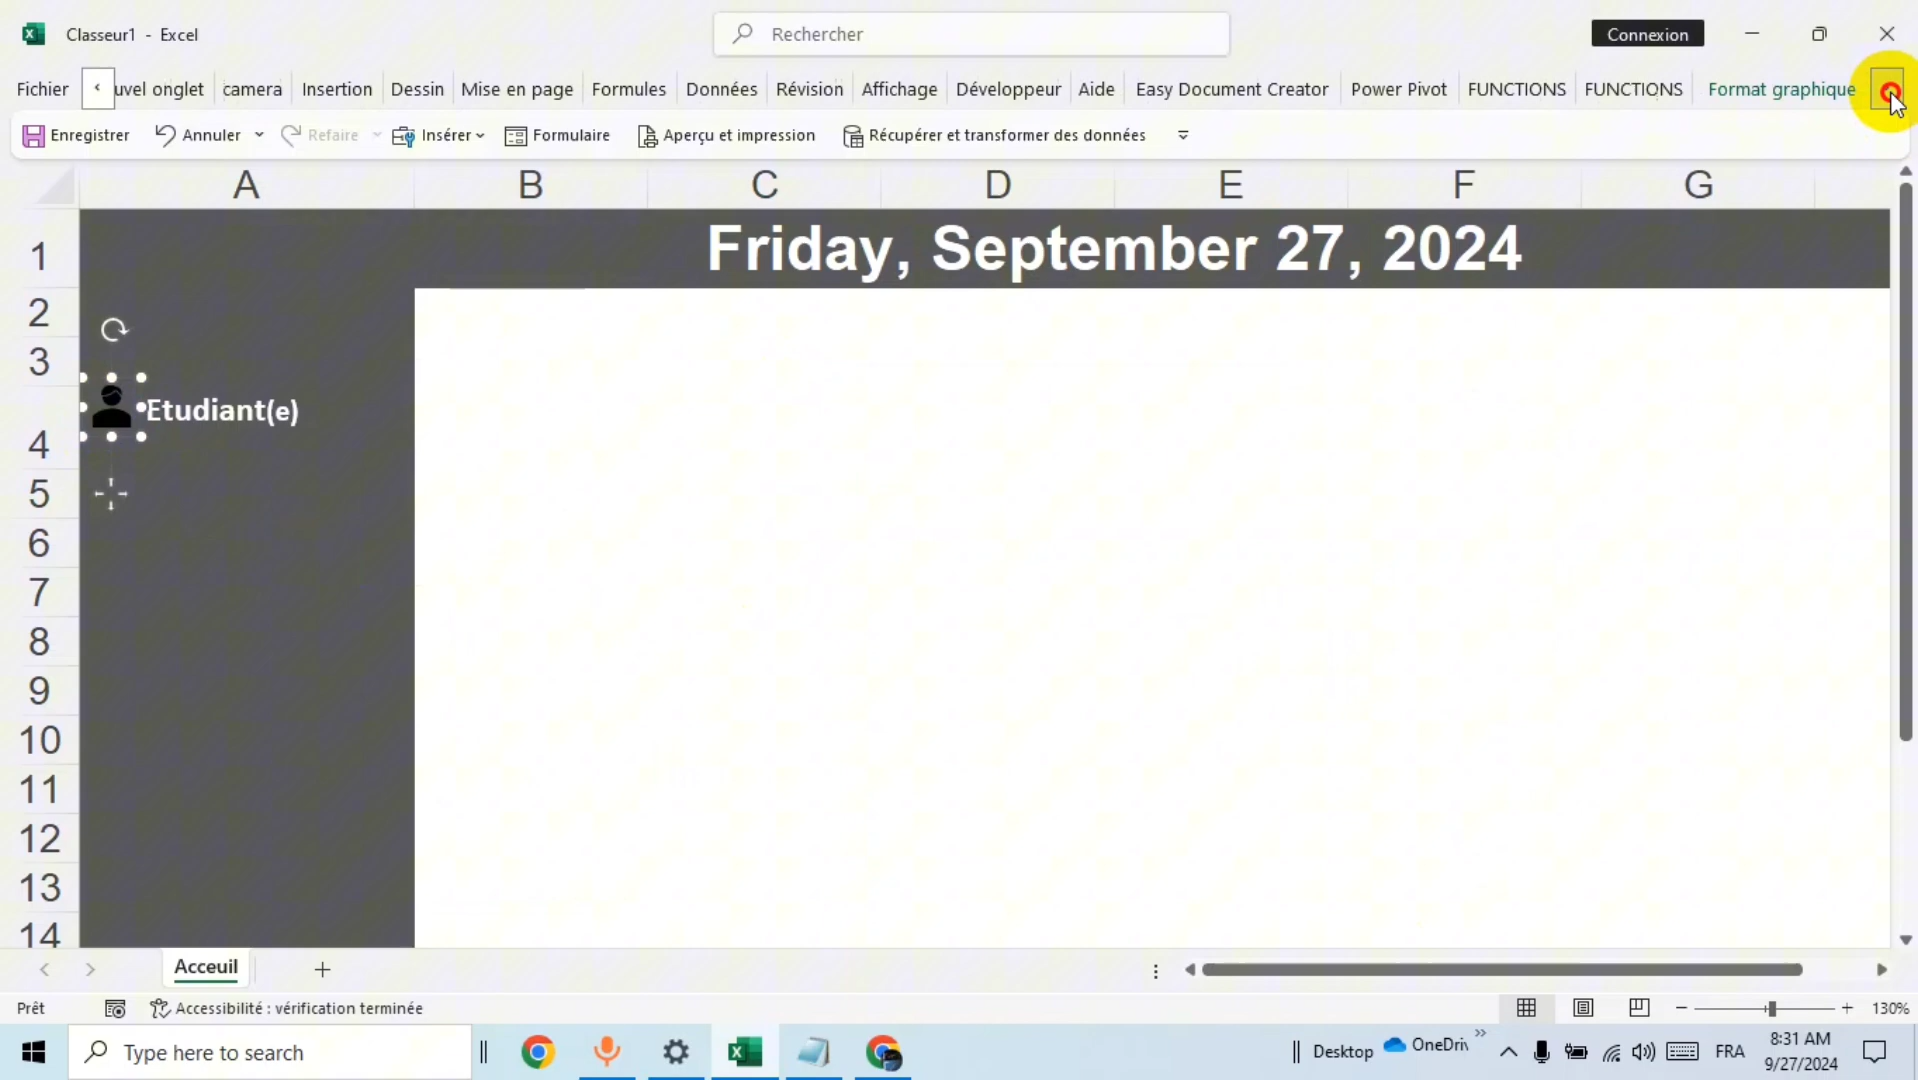 Classeur1 - Excel
Rechercher
Connexion
Fichier uvel onglet camera Insertion Dessin Mise en page Formules Données Révision Affichage Développeur Aide Easy Document Creator Power Pivot FUNCTIONS FUNCTIONS Format graphique
Enregistrer Annuler Refaire Insérer Formulaire Aperçu et impression Récupérer et transformer des données
A B C D E F G
1 Friday, September 27, 2024
2
3
Etudiant(e)
4
5
6
7
8
9
10
11
12
13
14
Acceuil
Prêt Accessibilité : vérification terminée 130%
Type here to search Desktop OneDriv FRA 8:31 AM
9/27/2024